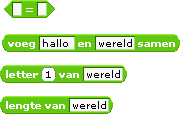 =
voeg hallo en wereld samen
letter 1 van wereld
lengte van wereld